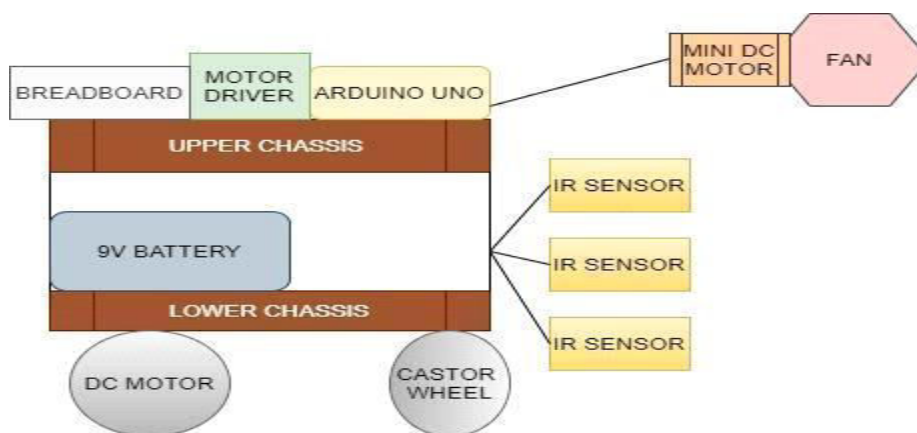 BREADBOARD
MOTOR
DRIVER
ARDUINO UNO
MINI DC
MOTOR
FAN
UPPER CHASSIS
IR SENSOR
9V BATTERY
IR SENSOR
LOWER CHASSIS
IR SENSOR
DC MOTOR
CASTOR
WHEEL